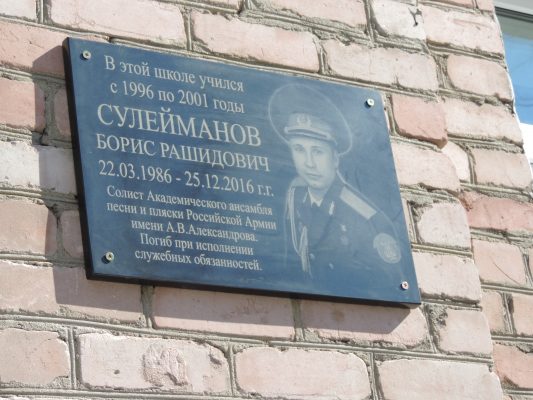 В этой школе учился
с 1996 по 2001 годы
СУЛЕЙМАНОВ
БОРИС РАШИДОВИЧ
22.03.1986 - 25.12.2016 г.г.
Солист Академического ансамбля
песни и пляски Российской Армии
имени А.В.Александрова.
Погиб при исполнении
служебных обязанностей.